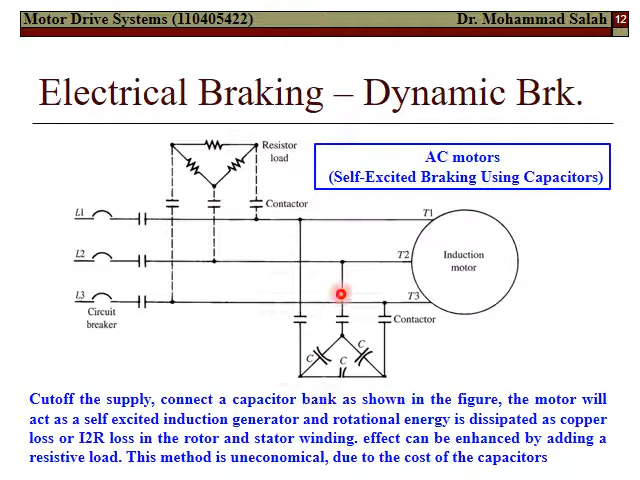 Motor Drive Systems (110405422) Dr. Mohammad Salah 12
Electrical Braking – Dynamic Brk.
AC motors
(Self-Excited Braking Using Capacitors)
Resistor
load
Contactor
L1
T1
L2
T2
Induction
motor
L3
T3
Circuit
breaker
Contactor
C
C
C
Cutoff the supply, connect a capacitor bank as shown in the figure, the motor will
act as a self excited induction generator and rotational energy is dissipated as copper
loss or I2R loss in the rotor and stator winding. effect can be enhanced by adding a
resistive load. This method is uneconomical, due to the cost of the capacitors